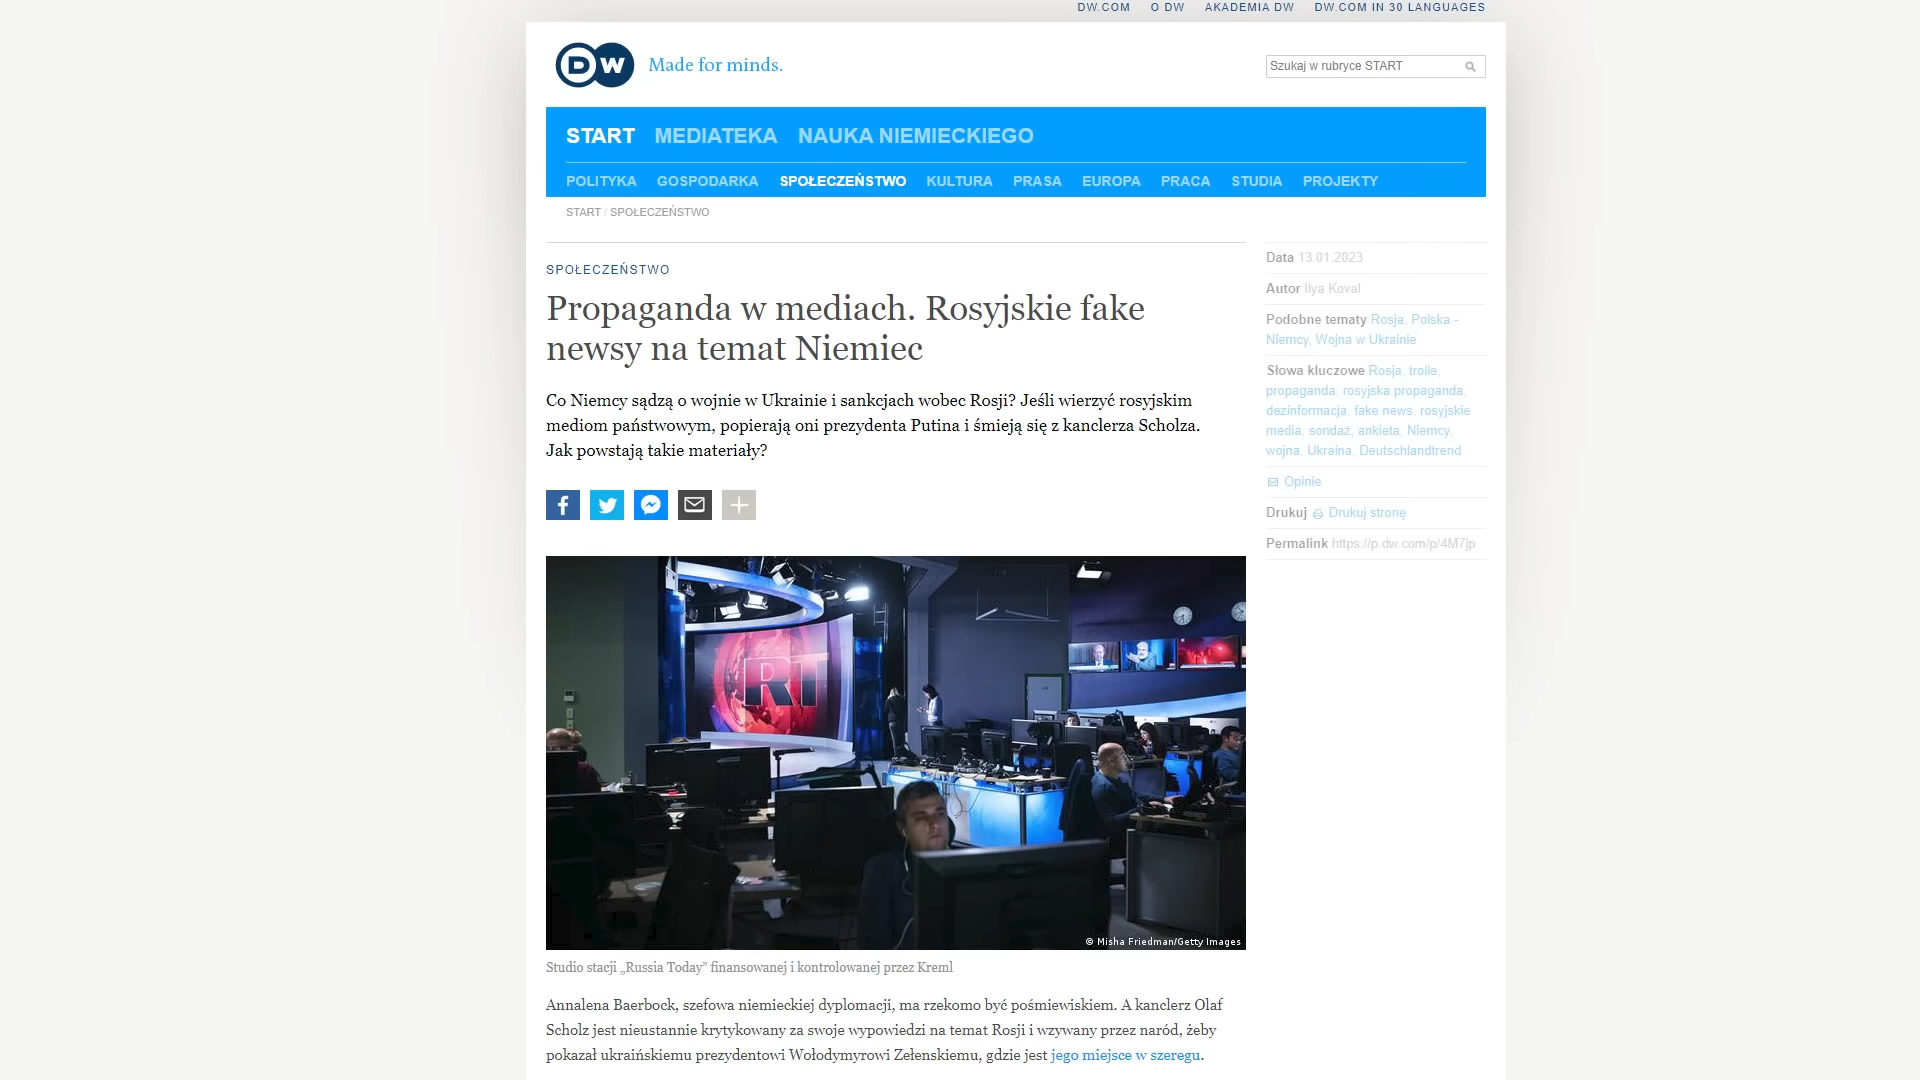 DW.COM O DW AKADEMIA DW DW.COM IN 30 LANGUAGES
DW Made for minds.
Szukaj w rubryce START
START MEDIATEKA NAUKA NIEMIECKIEGO
POLITYKA GOSPODARKA SPOŁECZEŃSTWO KULTURA PRASA EUROPA PRACA STUDIA PROJEKTY
START / SPOŁECZEŃSTWO
SPOŁECZEŃSTWO
Propaganda w mediach. Rosyjskie fake
newsy na temat Niemiec
Co Niemcy sądzą o wojnie w Ukrainie i sankcjach wobec Rosji? Jeśli wierzyć rosyjskim
mediom państwowym, popierają oni prezydenta Putina i śmieją się z kanclerza Scholza.
Jak powstają takie materiały?
RT
© Misha Friedman/Getty Images
Studio stacji „Russia Today” finansowanej i kontrolowanej przez Kreml
Annalena Baerbock, szefowa niemieckiej dyplomacji, ma rzekomo być pośmiewiskiem. A kanclerz Olaf
Scholz jest nieustannie krytykowany za swoje wypowiedzi na temat Rosji i wzywany przez naród, żeby
pokazał ukraińskiemu prezydentowi Wołodymyrowi Zełenskiemu, gdzie jest jego miejsce w szeregu.
Data 13.01.2023
Autor Ilya Koval
Podobne tematy Rosja, Polska -
Niemcy, Wojna w Ukrainie
Słowa kluczowe Rosja, trolle,
propaganda, rosyjska propaganda,
dezinformacja, fake news, rosyjskie
media, sondaż, ankieta, Niemcy,
wojna, Ukraina, Deutschlandtrend
Opinie
Drukuj Drukuj stronę
Permalink https://p.dw.com/p/4M7jp